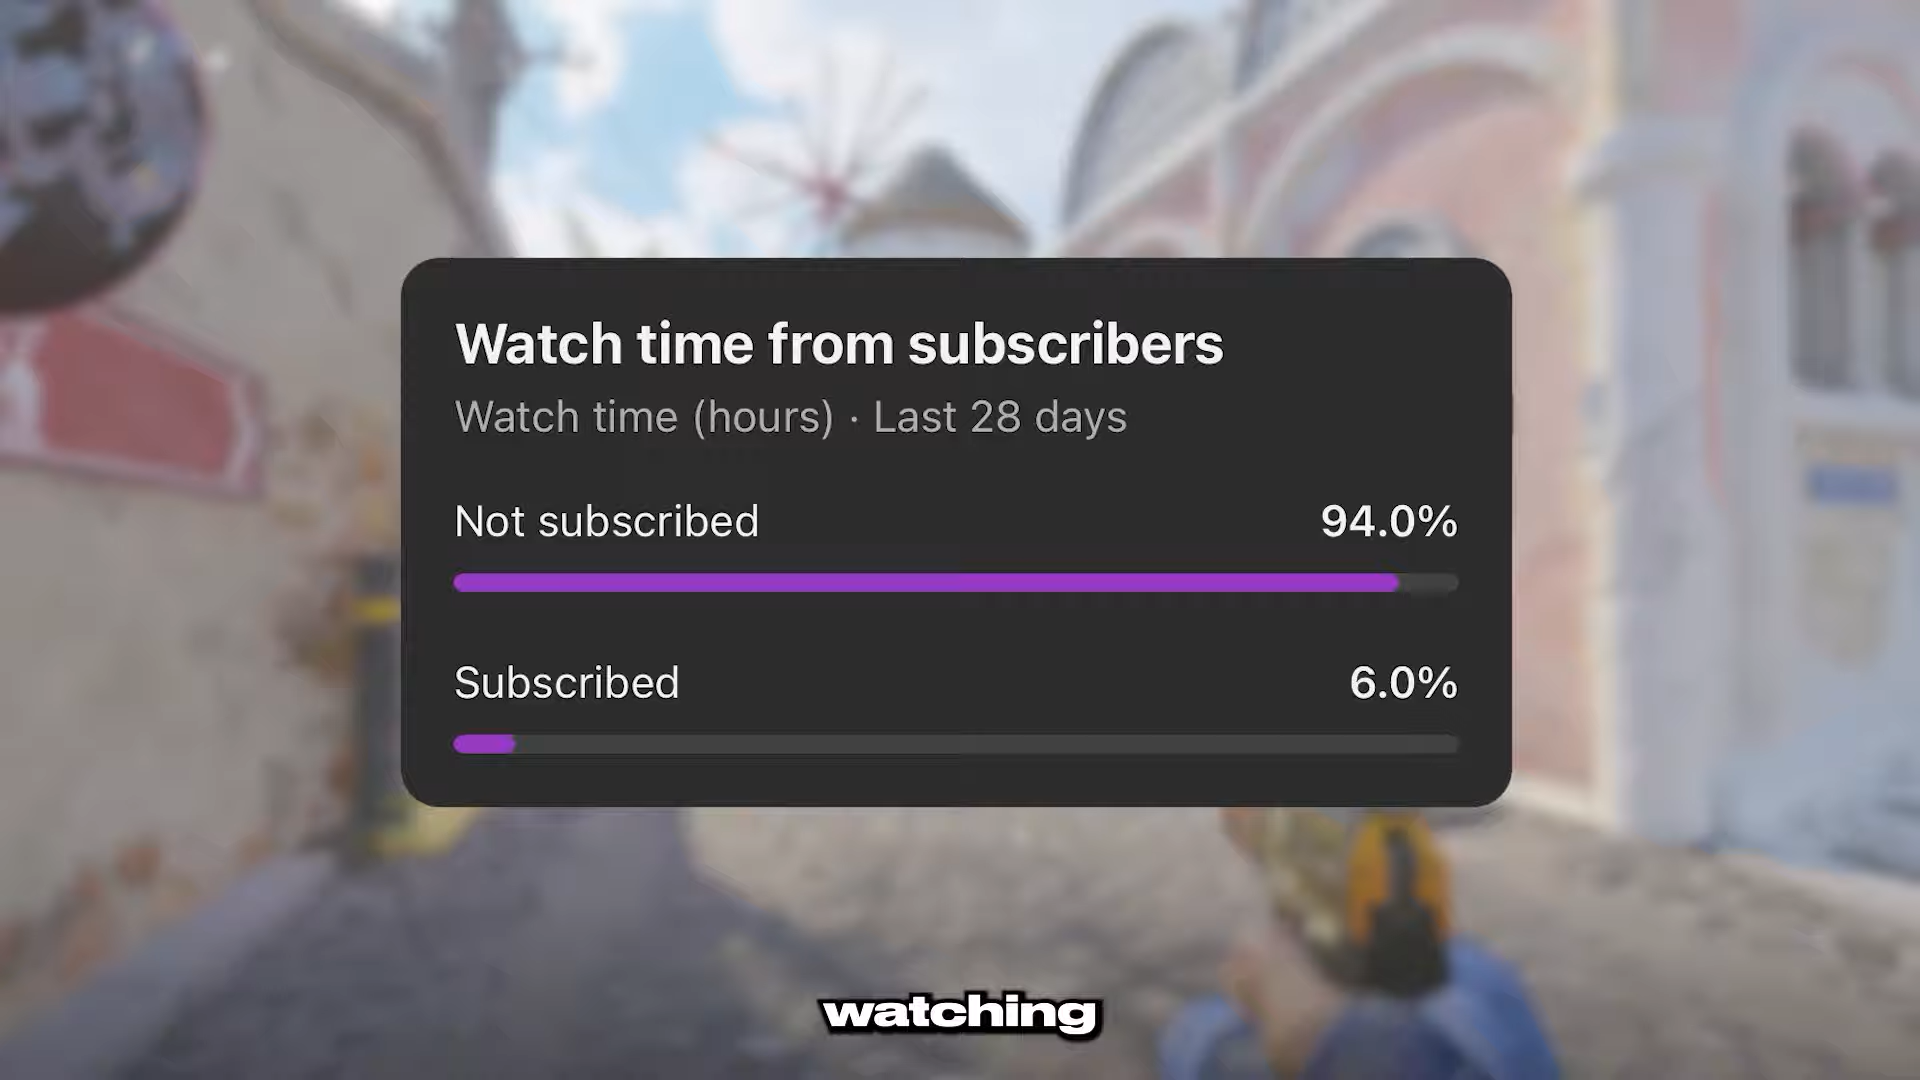 Watch time from subscribers
Watch time (hours) · Last 28 days
Not subscribed 94.0%
Subscribed 6.0%
watching